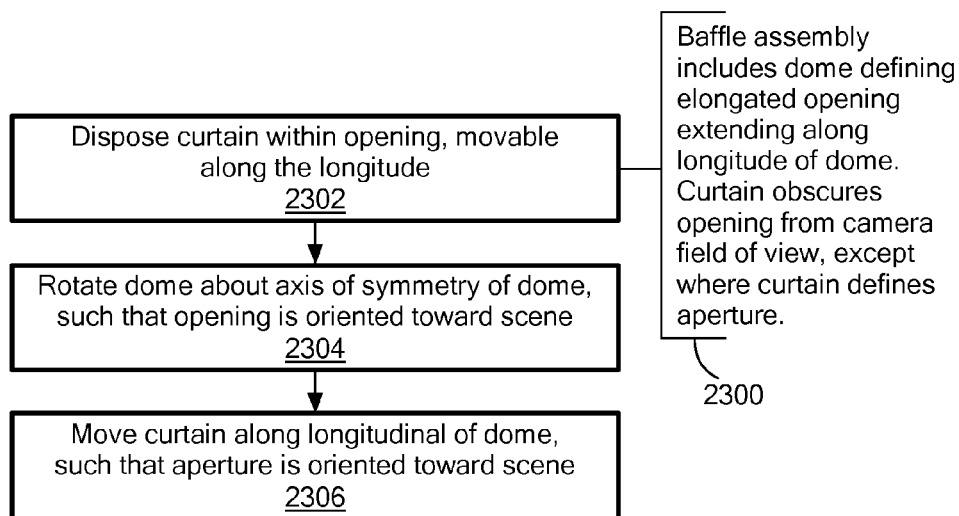 Dispose curtain within opening, movable
along the longitude
2302
Rotate dome about axis of symmetry of dome,
such that opening is oriented toward scene
2304
Move curtain along longitudinal of dome,
such that aperture is oriented toward scene
2306
Baffle assembly
includes dome defining
elongated opening
extending along
longitude of dome.
Curtain obscures
opening from camera
field of view, except
where curtain defines
aperture.
2300